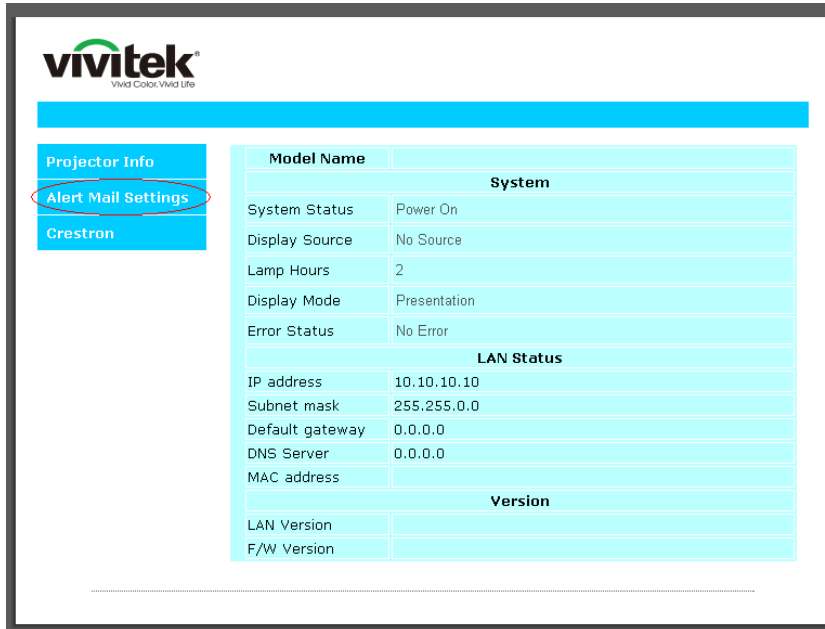 vivitek®
Vivid Color, Vivid Life
Projector Info
Alert Mail Settings
Crestron
Model Name
System
System Status Power On
Display Source No Source
Lamp Hours 2
Display Mode Presentation
Error Status No Error
LAN Status
IP address 10.10.10.10
Subnet mask 255.255.0.0
Default gateway 0.0.0.0
DNS Server 0.0.0.0
MAC address
Version
LAN Version
F/W Version